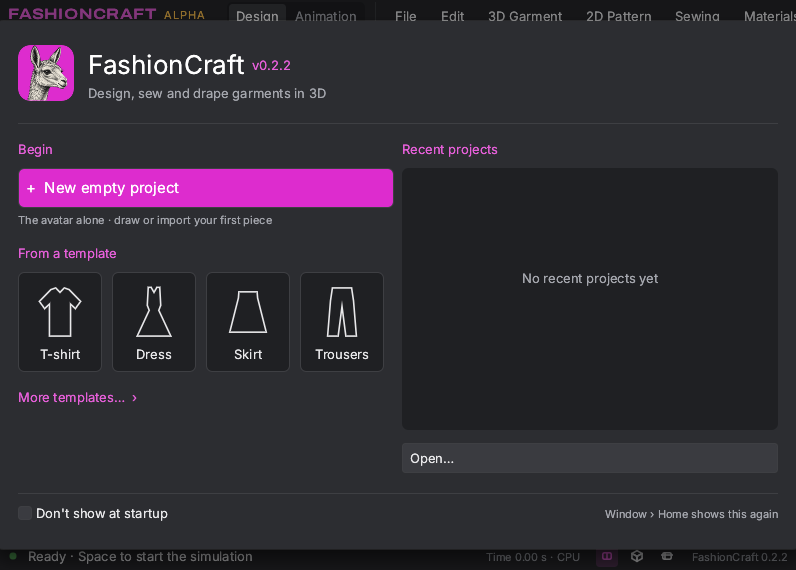 FASHIONCRAFT ALPHA Design Animation File Edit 3D Garment 2D Pattern Sewing Materials
FashionCraft v0.2.2
Design, sew and drape garments in 3D
Begin
+ New empty project
The avatar alone · draw or import your first piece
From a template
T-shirt Dress Skirt Trousers
More templates... ›
Recent projects
No recent projects yet
Open...
Don't show at startup
Window › Home shows this again
Ready · Space to start the simulation
Time 0.00 s · CPU
FashionCraft 0.2.2